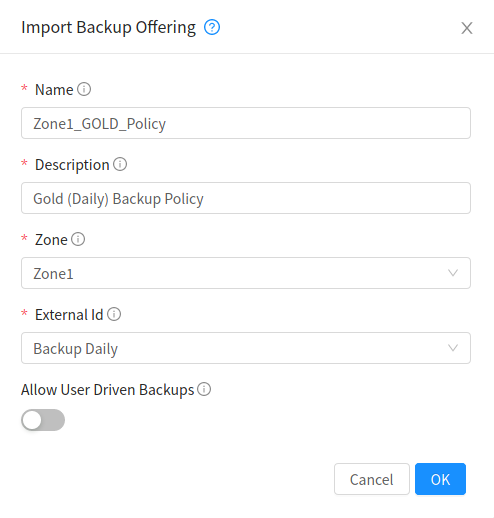 Import Backup Offering
* Name
Zone1_GOLD_Policy
* Description
Gold (Daily) Backup Policy
* Zone
Zone1
* External Id
Backup Daily
Allow User Driven Backups
Cancel OK